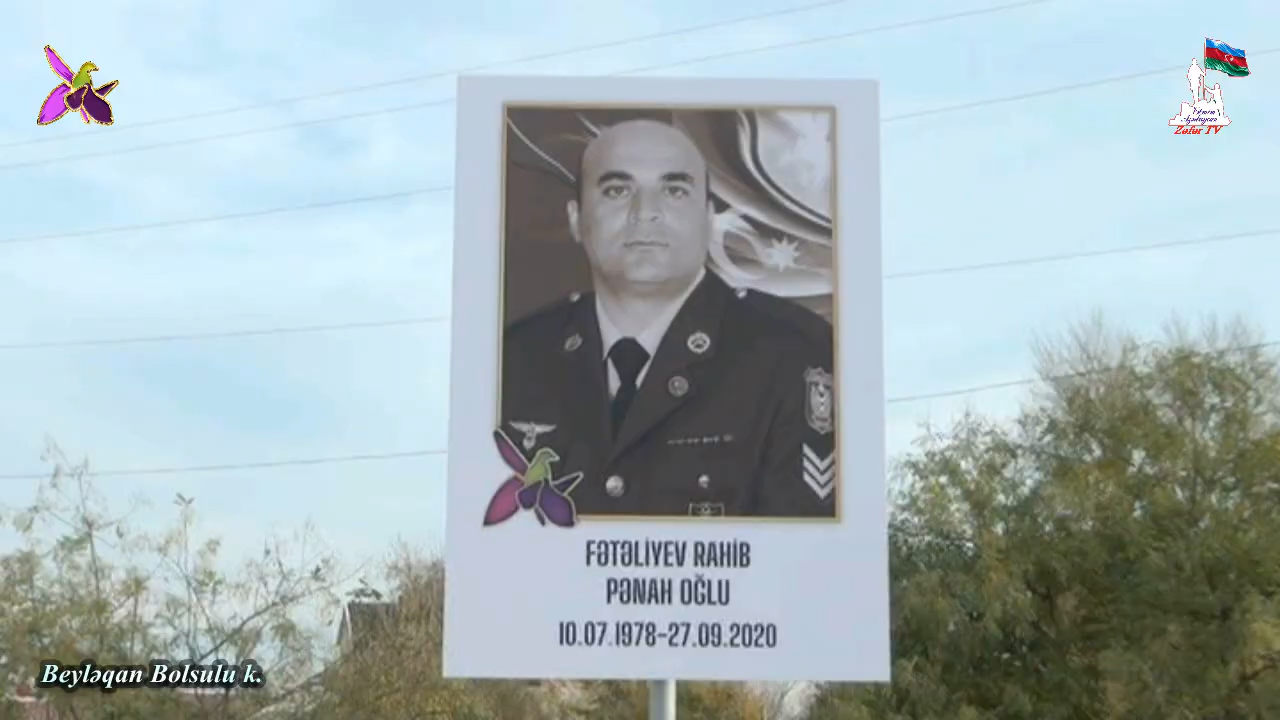 Zəfər TV
FƏTƏLİYEV RAHİB
PƏNAH OĞLU
10.07.1978-27.09.2020
Beyləqan Bolsulu k.